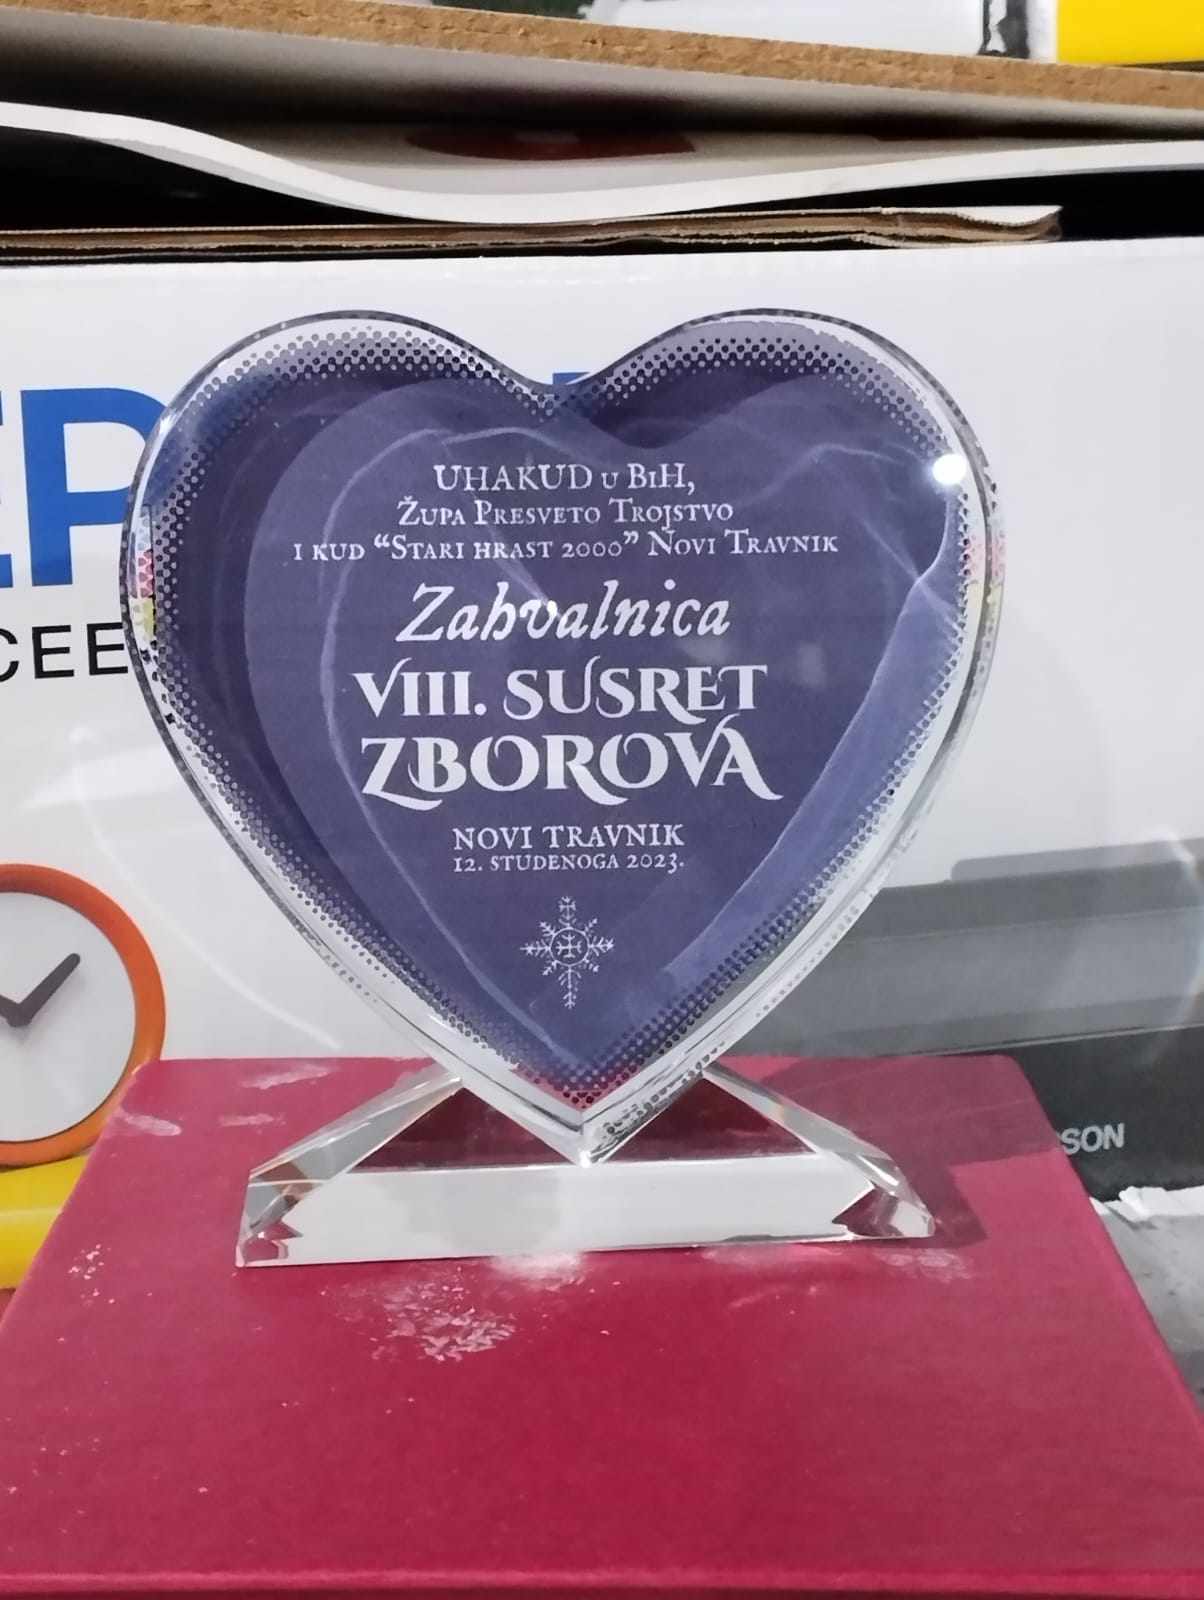 UHAKUD u BiH,
Župa Presveto Trojstvo
i KUD “Stari hrast 2000” Novi Travnik
Zahvalnica
VIII. SUSRET
ZBOROVA
NOVI TRAVNIK
12. STUDENOGA 2023.